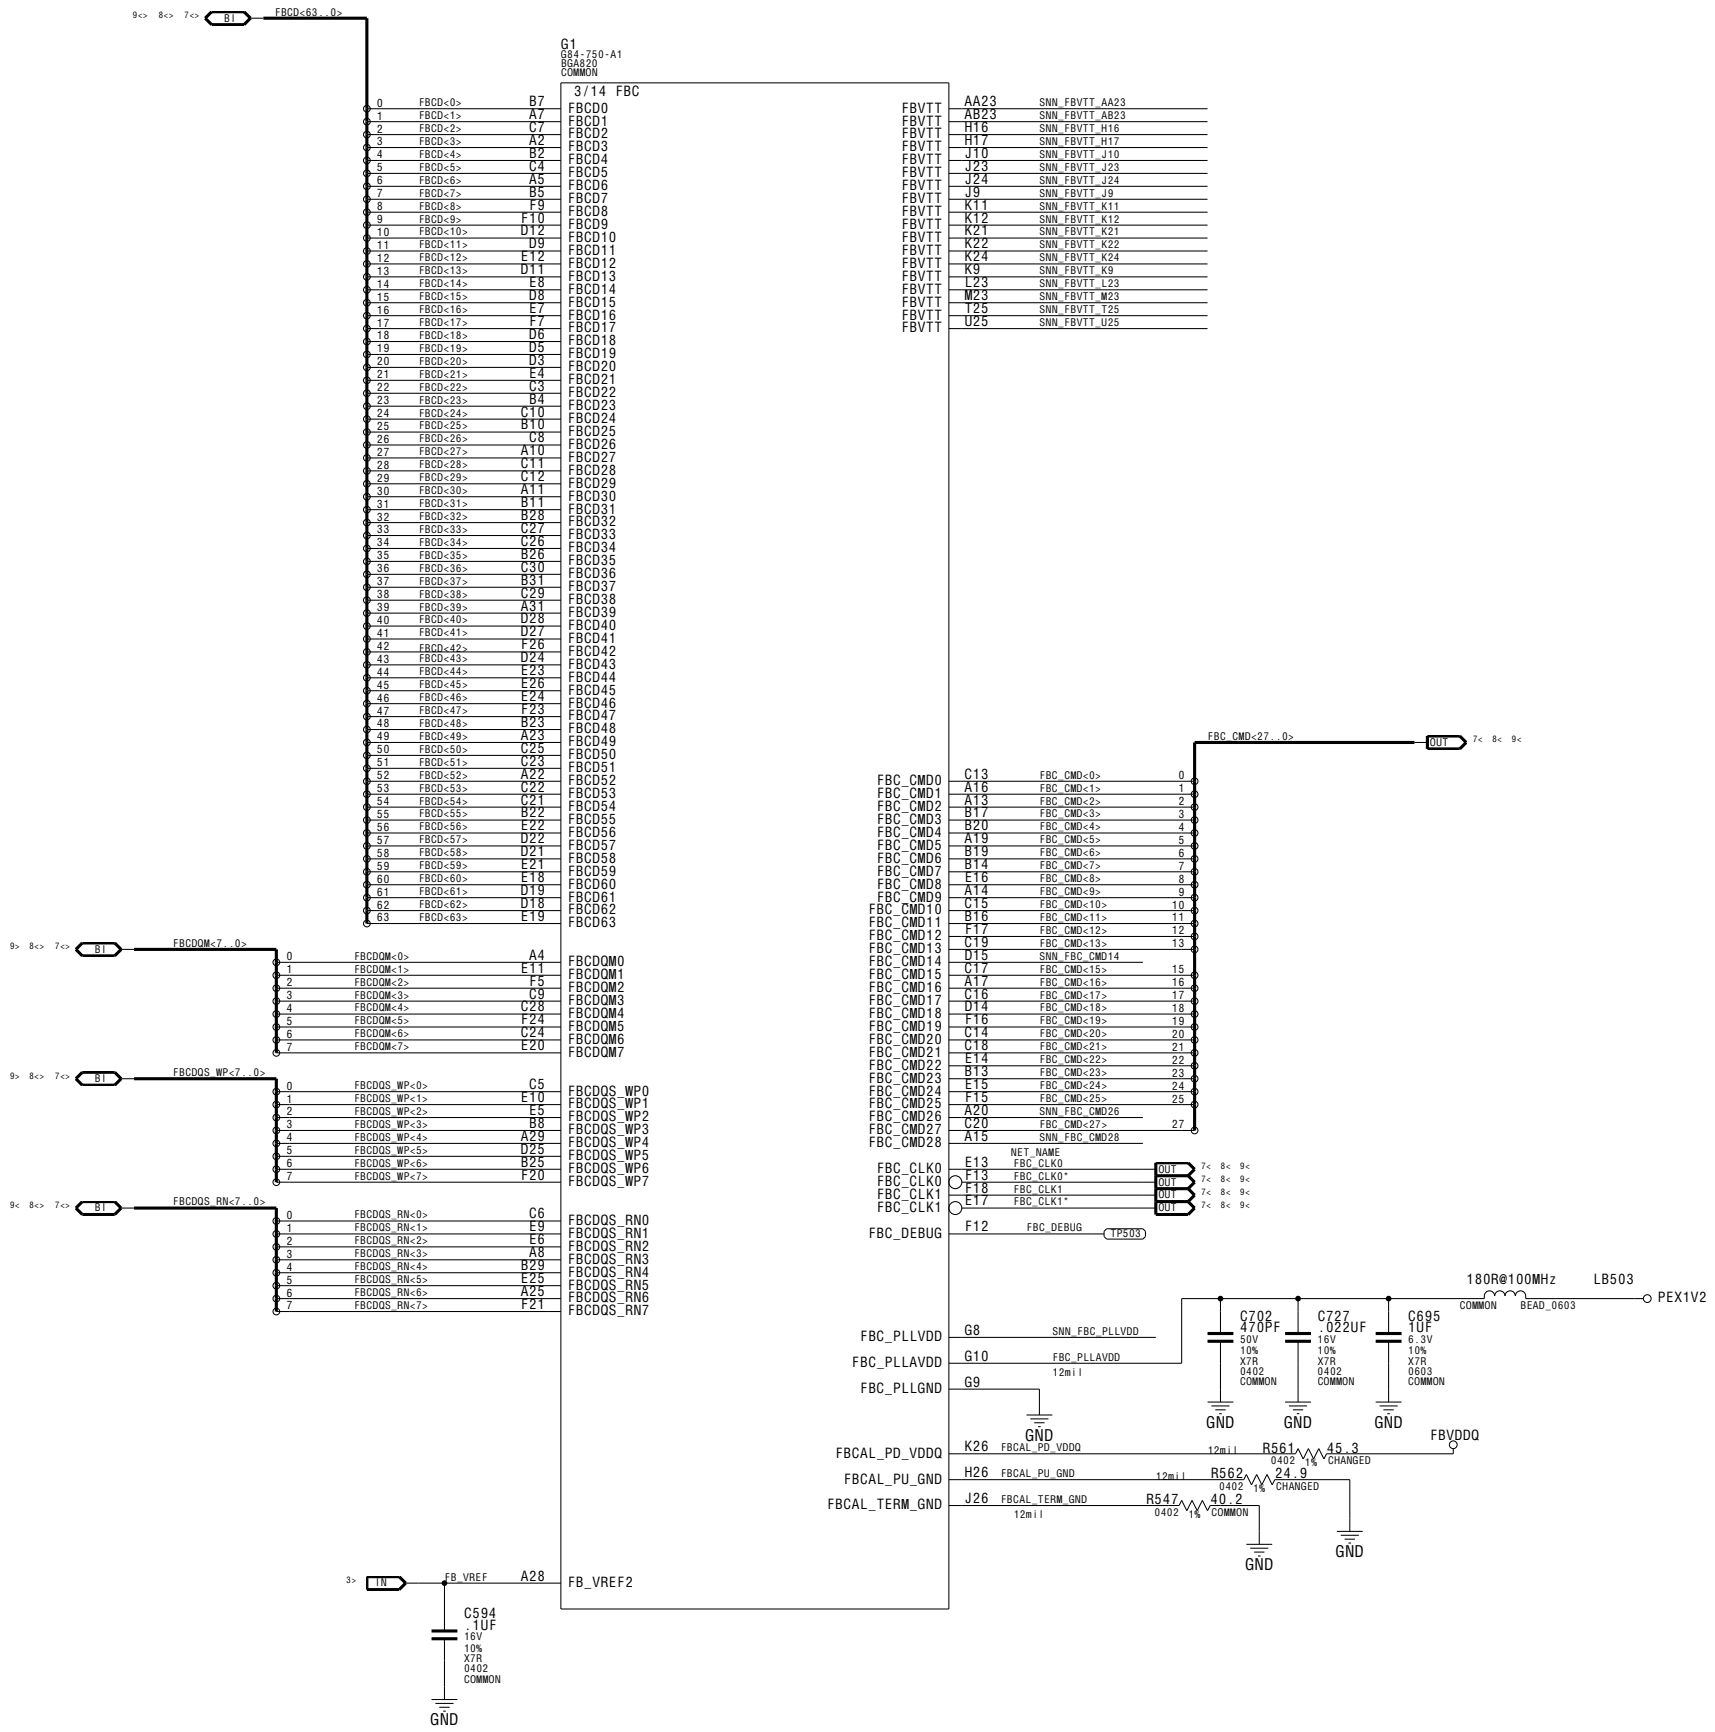 9<> 8<> 7<> BI FBCD<63..0>
G1
G84-750-A1
BGA820
COMMON
3/14 FBC
0 FBCD<0> B7 FBCD0
1 FBCD<1> A7 FBCD1
2 FBCD<2> C7 FBCD2
3 FBCD<3> A2 FBCD3
4 FBCD<4> B2 FBCD4
5 FBCD<5> C4 FBCD5
6 FBCD<6> A5 FBCD6
7 FBCD<7> B5 FBCD7
8 FBCD<8> F9 FBCD8
9 FBCD<9> F10 FBCD9
10 FBCD<10> D12 FBCD10
11 FBCD<11> D9 FBCD11
12 FBCD<12> E12 FBCD12
13 FBCD<13> D11 FBCD13
14 FBCD<14> E8 FBCD14
15 FBCD<15> D8 FBCD15
16 FBCD<16> E7 FBCD16
17 FBCD<17> F7 FBCD17
18 FBCD<18> D6 FBCD18
19 FBCD<19> D5 FBCD19
20 FBCD<20> D3 FBCD20
21 FBCD<21> E4 FBCD21
22 FBCD<22> C3 FBCD22
23 FBCD<23> B4 FBCD23
24 FBCD<24> C10 FBCD24
25 FBCD<25> B10 FBCD25
26 FBCD<26> C8 FBCD26
27 FBCD<27> A10 FBCD27
28 FBCD<28> C11 FBCD28
29 FBCD<29> C12 FBCD29
30 FBCD<30> A11 FBCD30
31 FBCD<31> B11 FBCD31
32 FBCD<32> B28 FBCD32
33 FBCD<33> C27 FBCD33
34 FBCD<34> C26 FBCD34
35 FBCD<35> B26 FBCD35
36 FBCD<36> C30 FBCD36
37 FBCD<37> B31 FBCD37
38 FBCD<38> C29 FBCD38
39 FBCD<39> A31 FBCD39
40 FBCD<40> D28 FBCD40
41 FBCD<41> D27 FBCD41
42 FBCD<42> F26 FBCD42
43 FBCD<43> D24 FBCD43
44 FBCD<44> E23 FBCD44
45 FBCD<45> E26 FBCD45
46 FBCD<46> E24 FBCD46
47 FBCD<47> F23 FBCD47
48 FBCD<48> B23 FBCD48
49 FBCD<49> A23 FBCD49
50 FBCD<50> C25 FBCD50
51 FBCD<51> C23 FBCD51
52 FBCD<52> A22 FBCD52
53 FBCD<53> C22 FBCD53
54 FBCD<54> C21 FBCD54
55 FBCD<55> B22 FBCD55
56 FBCD<56> E22 FBCD56
57 FBCD<57> D22 FBCD57
58 FBCD<58> D21 FBCD58
59 FBCD<59> E21 FBCD59
60 FBCD<60> E18 FBCD60
61 FBCD<61> D19 FBCD61
62 FBCD<62> D18 FBCD62
63 FBCD<63> E19 FBCD63
9> 8<> 7<> BI FBCDQM<7..0>
0 FBCDQM<0> A4 FBCDQM0
1 FBCDQM<1> E11 FBCDQM1
2 FBCDQM<2> F5 FBCDQM2
3 FBCDQM<3> C9 FBCDQM3
4 FBCDQM<4> C28 FBCDQM4
5 FBCDQM<5> F24 FBCDQM5
6 FBCDQM<6> C24 FBCDQM6
7 FBCDQM<7> E20 FBCDQM7
9> 8<> 7<> BI FBCDQS_WP<7..0>
0 FBCDQS_WP<0> C5 FBCDQS_WP0
1 FBCDQS_WP<1> E10 FBCDQS_WP1
2 FBCDQS_WP<2> E5 FBCDQS_WP2
3 FBCDQS_WP<3> B8 FBCDQS_WP3
4 FBCDQS_WP<4> A29 FBCDQS_WP4
5 FBCDQS_WP<5> D25 FBCDQS_WP5
6 FBCDQS_WP<6> B25 FBCDQS_WP6
7 FBCDQS_WP<7> F20 FBCDQS_WP7
9< 8<> 7<> BI FBCDQS_RN<7..0>
0 FBCDQS_RN<0> C6 FBCDQS_RN0
1 FBCDQS_RN<1> E9 FBCDQS_RN1
2 FBCDQS_RN<2> E6 FBCDQS_RN2
3 FBCDQS_RN<3> A8 FBCDQS_RN3
4 FBCDQS_RN<4> B29 FBCDQS_RN4
5 FBCDQS_RN<5> E25 FBCDQS_RN5
6 FBCDQS_RN<6> A25 FBCDQS_RN6
7 FBCDQS_RN<7> F21 FBCDQS_RN7
3> IN FB_VREF A28 FB_VREF2
C594
.1UF
16V
10%
X7R
0402
COMMON
GND
FBVTT AA23 SNN_FBVTT_AA23
FBVTT AB23 SNN_FBVTT_AB23
FBVTT H16 SNN_FBVTT_H16
FBVTT H17 SNN_FBVTT_H17
FBVTT J10 SNN_FBVTT_J10
FBVTT J23 SNN_FBVTT_J23
FBVTT J24 SNN_FBVTT_J24
FBVTT J9 SNN_FBVTT_J9
FBVTT K11 SNN_FBVTT_K11
FBVTT K12 SNN_FBVTT_K12
FBVTT K21 SNN_FBVTT_K21
FBVTT K22 SNN_FBVTT_K22
FBVTT K24 SNN_FBVTT_K24
FBVTT K9 SNN_FBVTT_K9
FBVTT L23 SNN_FBVTT_L23
FBVTT M23 SNN_FBVTT_M23
FBVTT T25 SNN_FBVTT_T25
FBVTT U25 SNN_FBVTT_U25
FBC_CMD<27..0> OUT 7< 8< 9<
FBC_CMD0 C13 FBC_CMD<0> 0
FBC_CMD1 A16 FBC_CMD<1> 1
FBC_CMD2 A13 FBC_CMD<2> 2
FBC_CMD3 B17 FBC_CMD<3> 3
FBC_CMD4 B20 FBC_CMD<4> 4
FBC_CMD5 A19 FBC_CMD<5> 5
FBC_CMD6 B19 FBC_CMD<6> 6
FBC_CMD7 B14 FBC_CMD<7> 7
FBC_CMD8 E16 FBC_CMD<8> 8
FBC_CMD9 A14 FBC_CMD<9> 9
FBC_CMD10 C15 FBC_CMD<10> 10
FBC_CMD11 B16 FBC_CMD<11> 11
FBC_CMD12 F17 FBC_CMD<12> 12
FBC_CMD13 C19 FBC_CMD<13> 13
FBC_CMD14 D15 SNN_FBC_CMD14
FBC_CMD15 C17 FBC_CMD<15> 15
FBC_CMD16 A17 FBC_CMD<16> 16
FBC_CMD17 C16 FBC_CMD<17> 17
FBC_CMD18 D14 FBC_CMD<18> 18
FBC_CMD19 F16 FBC_CMD<19> 19
FBC_CMD20 C14 FBC_CMD<20> 20
FBC_CMD21 C18 FBC_CMD<21> 21
FBC_CMD22 E14 FBC_CMD<22> 22
FBC_CMD23 B13 FBC_CMD<23> 23
FBC_CMD24 E15 FBC_CMD<24> 24
FBC_CMD25 F15 FBC_CMD<25> 25
FBC_CMD26 A20 SNN_FBC_CMD26
FBC_CMD27 C20 FBC_CMD<27> 27
FBC_CMD28 A15 SNN_FBC_CMD28
NET_NAME
FBC_CLK0 E13 FBC_CLK0 OUT 7< 8< 9<
FBC_CLK0 F13 FBC_CLK0* OUT 7< 8< 9<
FBC_CLK1 F18 FBC_CLK1 OUT 7< 8< 9<
FBC_CLK1 E17 FBC_CLK1* OUT 7< 8< 9<
FBC_DEBUG F12 FBC_DEBUG TP503
180R@100MHz LB503
COMMON BEAD_0603 PEX1V2
C702
470PF
50V
10%
X7R
0402
COMMON
GND
C727
.022UF
16V
10%
X7R
0402
COMMON
GND
C695
1UF
6.3V
10%
X7R
0603
COMMON
GND
FBC_PLLVDD G8 SNN_FBC_PLLVDD
FBC_PLLAVDD G10 FBC_PLLAVDD
12mil
FBC_PLLGND G9
GND
FBVDDQ
FBCAL_PD_VDDQ K26 FBCAL_PD_VDDQ 12mil R561 45.3
0402 1% CHANGED
FBCAL_PU_GND H26 FBCAL_PU_GND 12mil R562 24.9
0402 1% CHANGED
GND
FBCAL_TERM_GND J26 FBCAL_TERM_GND R547 40.2
12mil 0402 1% COMMON
GND